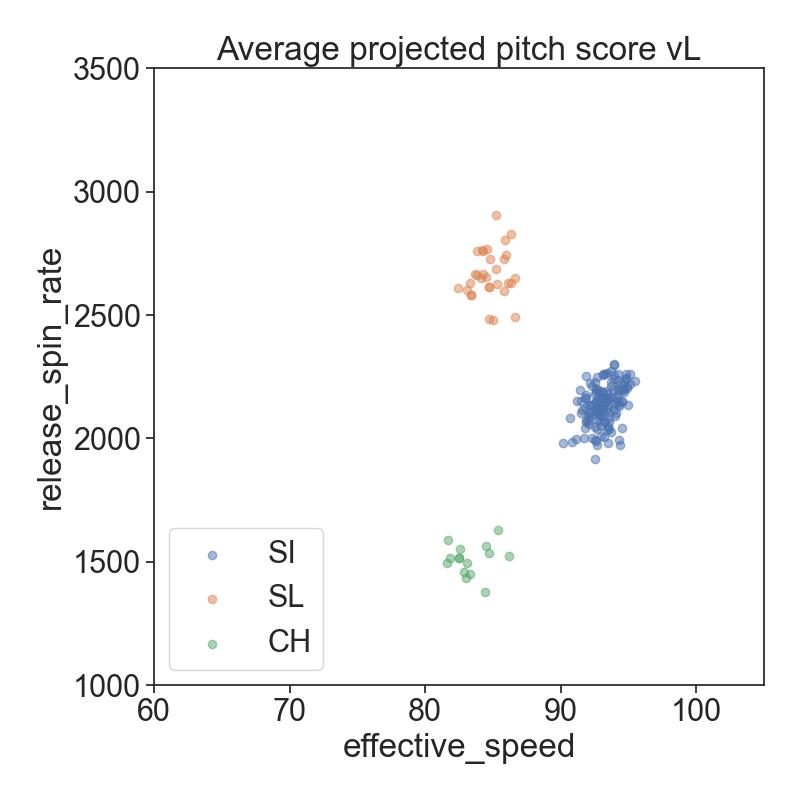 Average projected pitch score vL
release_spin_rate
3500
3000
2500
2000
1500
1000
SI
SL
CH
60
70
80
90
100
effective_speed